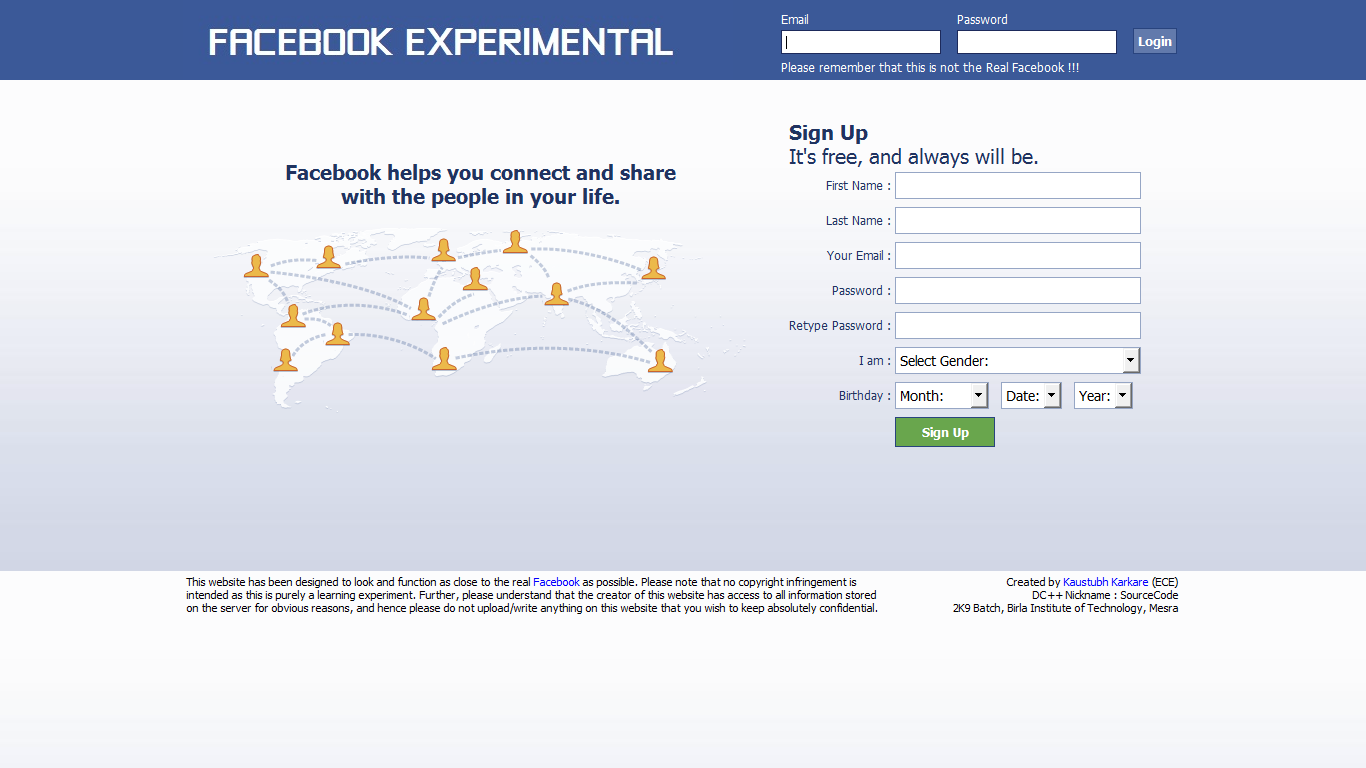 FACEBOOK EXPERIMENTAL
Email
Password
Login
Please remember that this is not the Real Facebook !!!
Facebook helps you connect and share
with the people in your life.
Sign Up
It's free, and always will be.
First Name :
Last Name :
Your Email :
Password :
Retype Password :
I am :
Select Gender:
Birthday :
Month:
Date:
Year:
Sign Up
This website has been designed to look and function as close to the real Facebook as possible. Please note that no copyright infringement is
intended as this is purely a learning experiment. Further, please understand that the creator of this website has access to all information stored
on the server for obvious reasons, and hence please do not upload/write anything on this website that you wish to keep absolutely confidential.
Created by Kaustubh Karkare (ECE)
DC++ Nickname : SourceCode
2K9 Batch, Birla Institute of Technology, Mesra